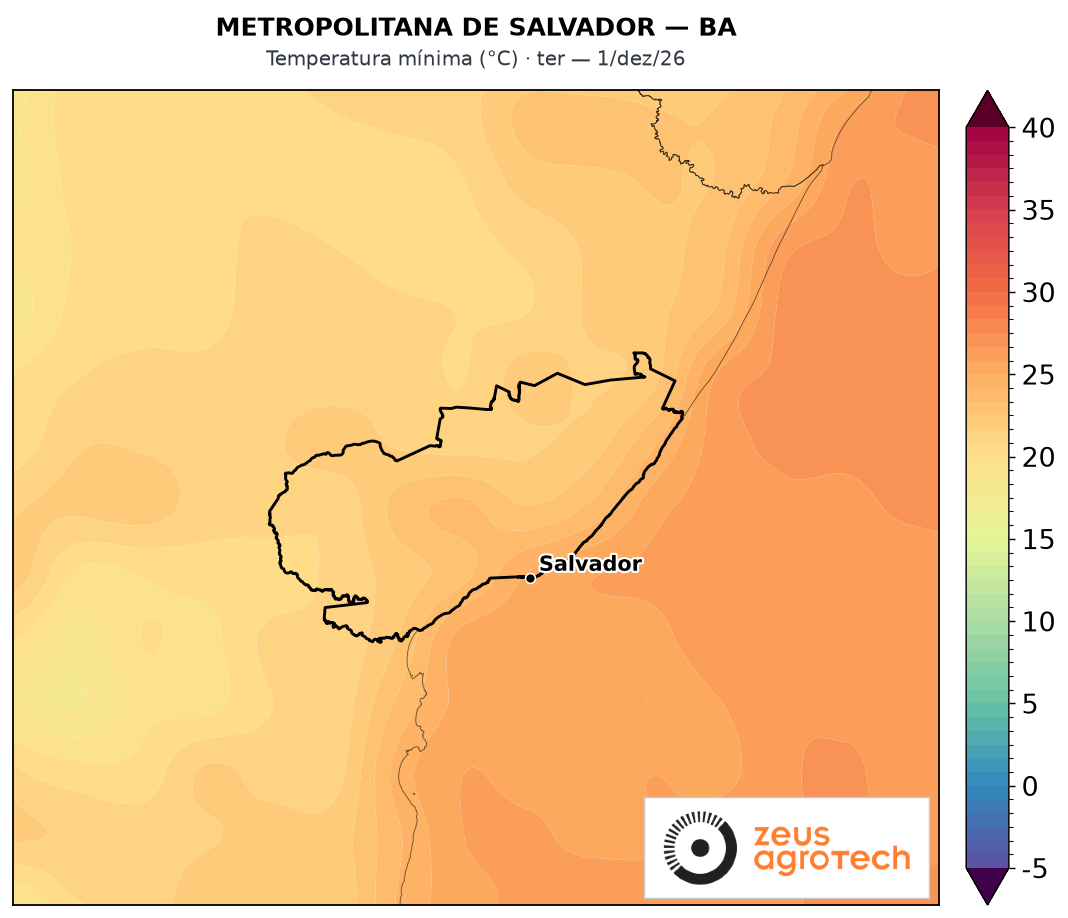 METROPOLITANA DE SALVADOR — BA
Temperatura mínima (°C) · ter — 1/dez/26
40
35
30
25
20
15
10
5
0
-5
Salvador
zeus
agrotech